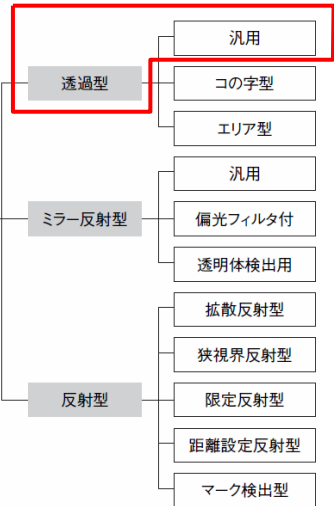 汎用
透過型
コの字型
エリア型
汎用
ミラー反射型
偏光フィルタ付
透明体検出用
拡散反射型
狭視界反射型
反射型
限定反射型
距離設定反射型
マーク検出型